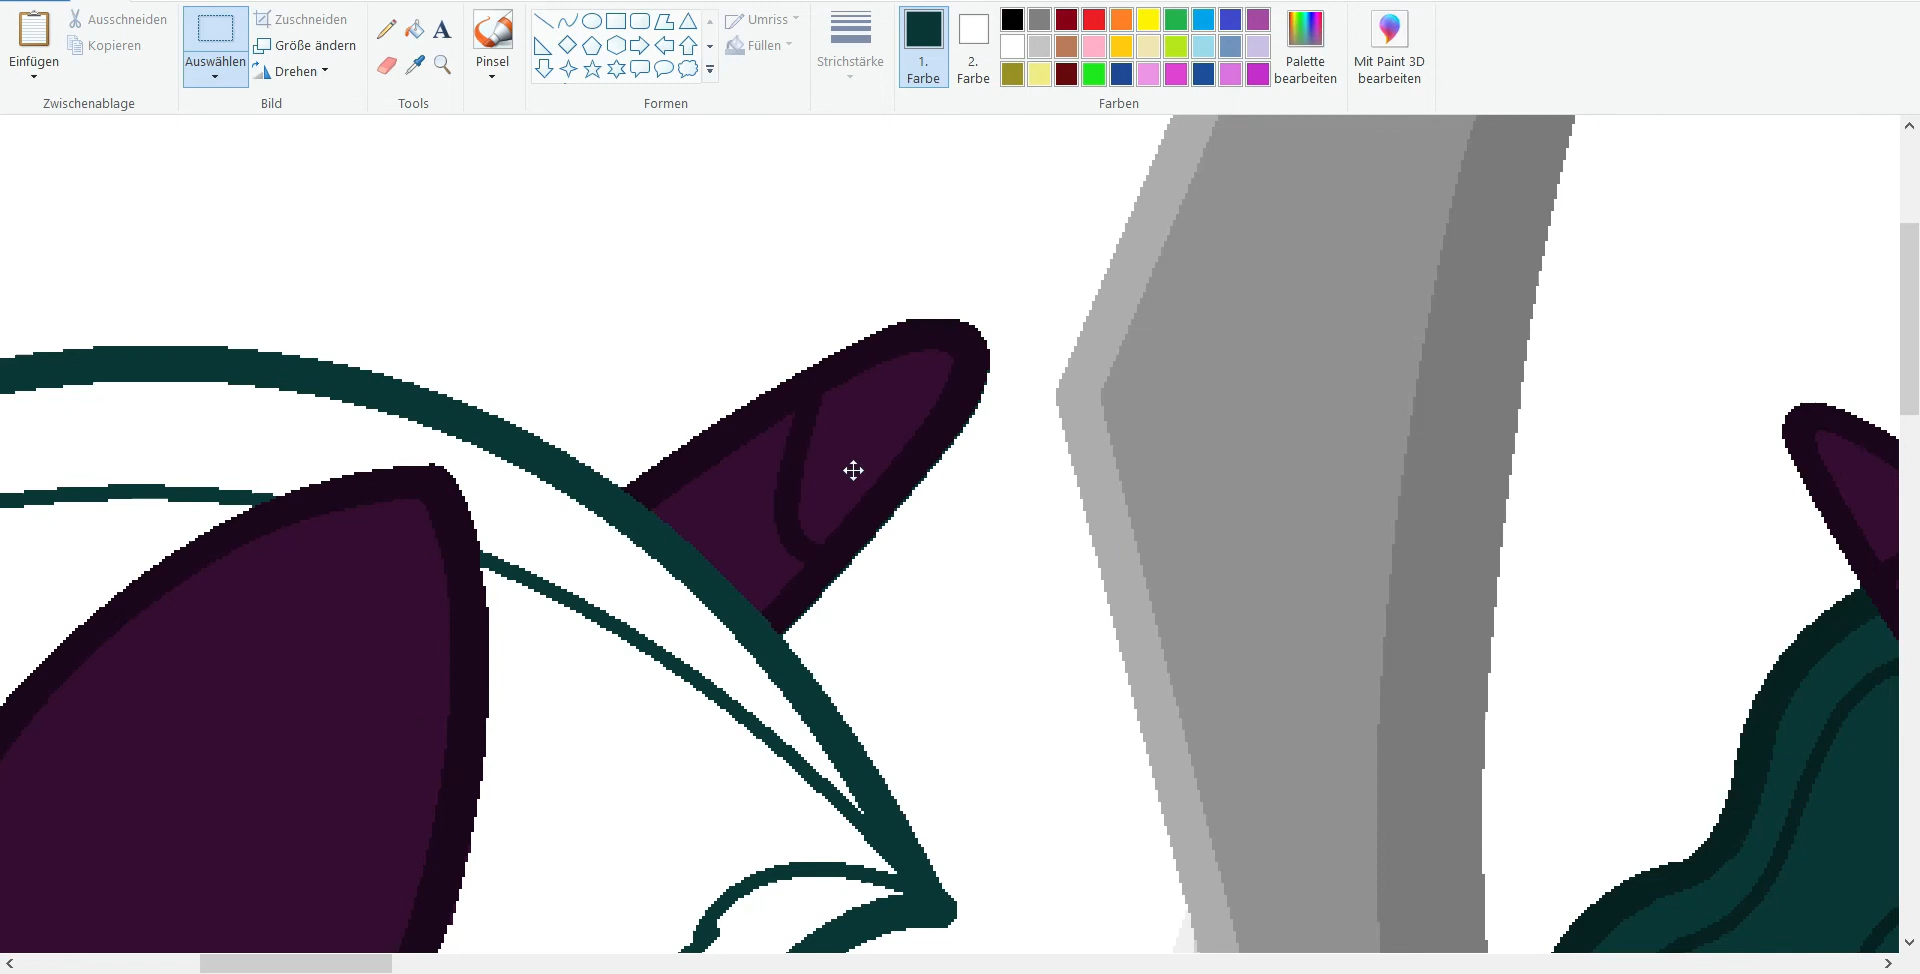 Einfügen
Ausschneiden
Kopieren
Zwischenablage
Auswählen
Zuschneiden
Größe ändern
Drehen
Bild
A
Tools
Pinsel
Umriss
Füllen
Formen
Strichstärke
1.
Farbe
2.
Farbe
Palette
bearbeiten
Farben
Mit Paint 3D
bearbeiten